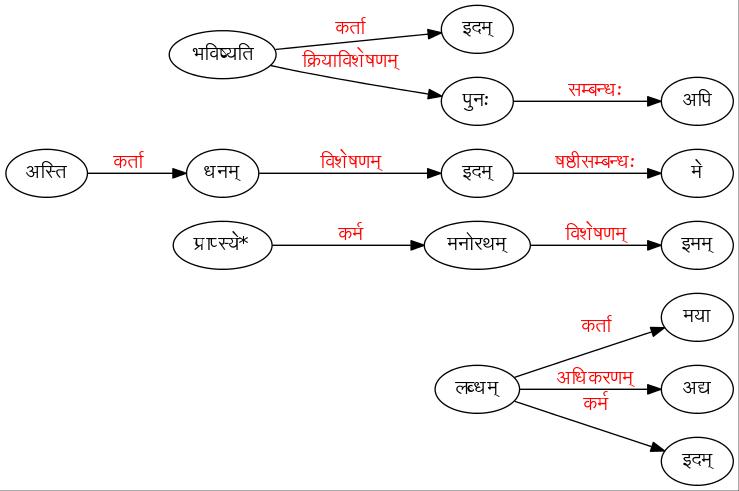 कर्ता
इदम्
भविष्यति
क्रियाविशेषणम्
पुनः
सम्बन्धः
अपि
अस्ति
कर्ता
धनम्
विशेषणम्
इदम्
षष्ठीसम्बन्धः
मे
प्राप्स्ये*
कर्म
मनोरथम्
विशेषणम्
इमम्
कर्ता
मया
लब्धम्
अधिकरणम्
अद्य
कर्म
इदम्